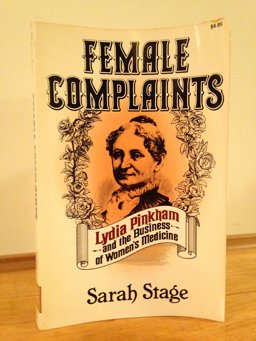 $4.95
FEMALE
COMPLAINTS
Lydia Pinkham
and the Business
of Women's Medicine
Sarah Stage